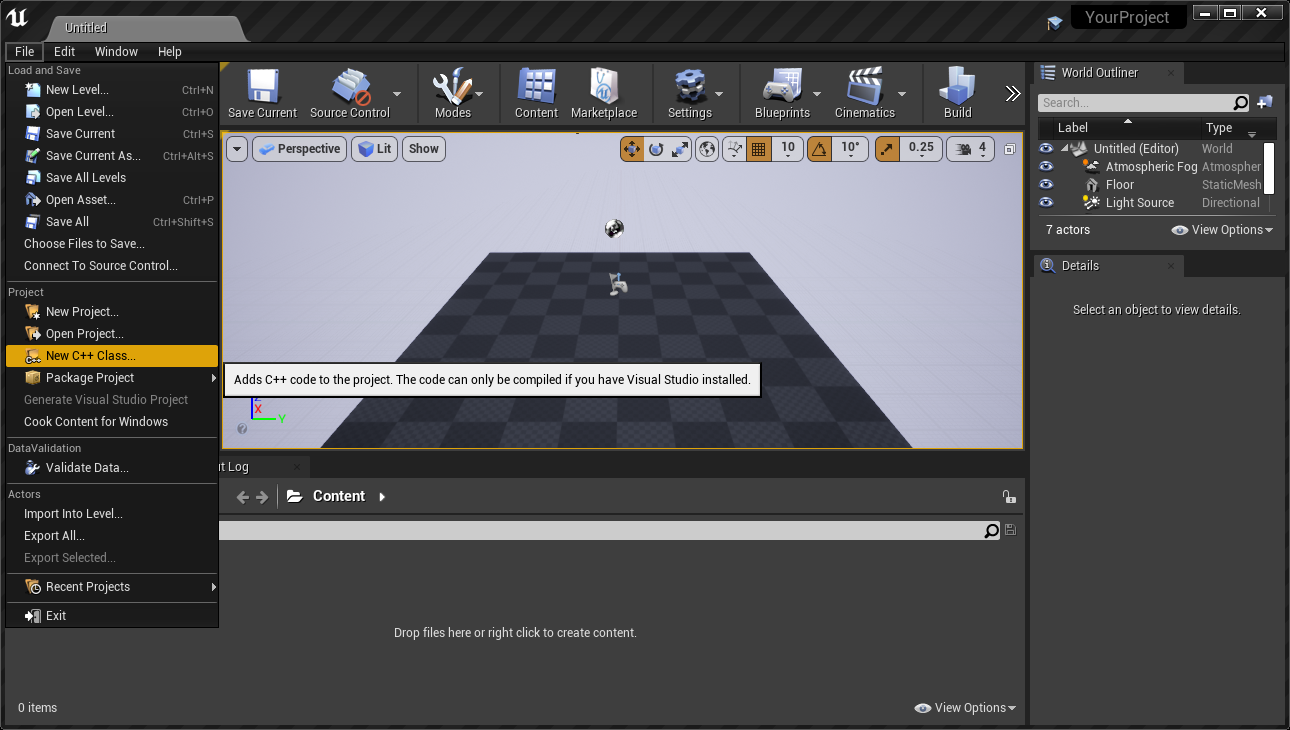 Untitled
YourProject
File Edit Window Help
Load and Save
New Level... Ctrl+N
Open Level... Ctrl+O
Save Current Ctrl+S
Save Current As... Ctrl+Alt+S
Save All Levels
Open Asset... Ctrl+P
Save All Ctrl+Shift+S
Choose Files to Save...
Connect To Source Control...
Project
New Project...
Open Project...
New C++ Class...
Package Project
Generate Visual Studio Project
Cook Content for Windows
DataValidation
Validate Data...
Actors
Import Into Level...
Export All...
Export Selected...
Recent Projects
Exit
Save Current Source Control Modes Content Marketplace Settings Blueprints Cinematics Build
Perspective Lit Show 10 10° 0.25 4
Adds C++ code to the project. The code can only be compiled if you have Visual Studio installed.
Z
X
Y
ut Log
Content
Drop files here or right click to create content.
0 items View Options
World Outliner
Search...
Label Type
Untitled (Editor) World
Atmospheric Fog Atmospher
Floor StaticMesh
Light Source Directional
7 actors View Options
Details
Select an object to view details.